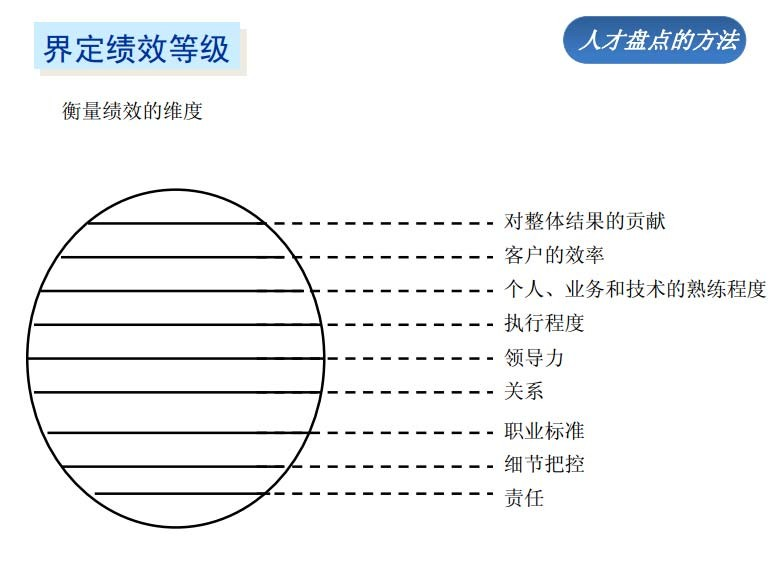 界定绩效等级
人才盘点的方法
衡量绩效的维度
对整体结果的贡献
客户的效率
个人、业务和技术的熟练程度
执行程度
领导力
关系
职业标准
细节把控
责任